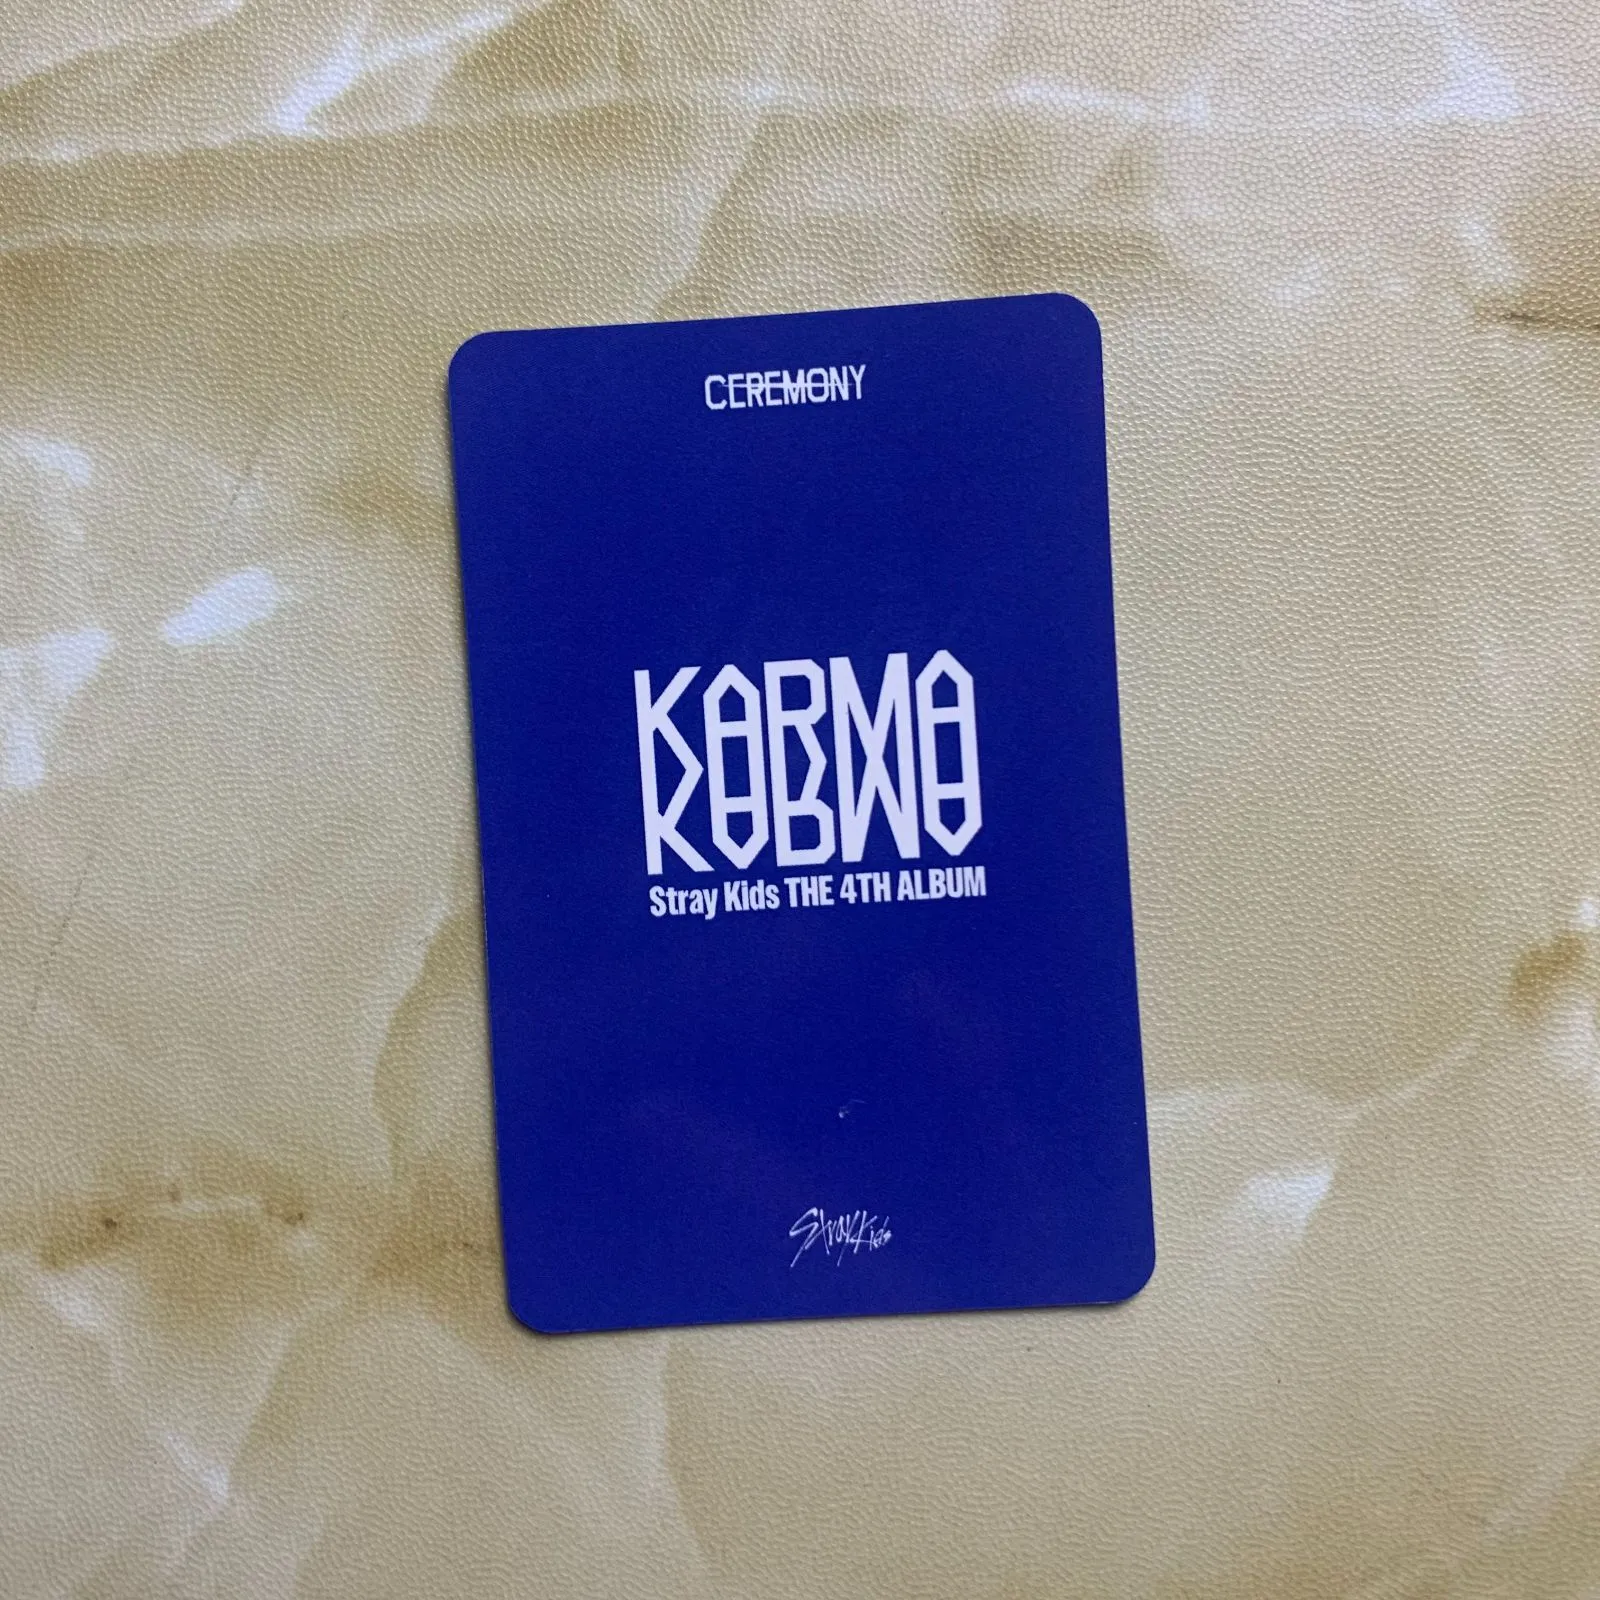 CEREMONY
KARMA
Stray Kids THE 4TH ALBUM
Stray Kids